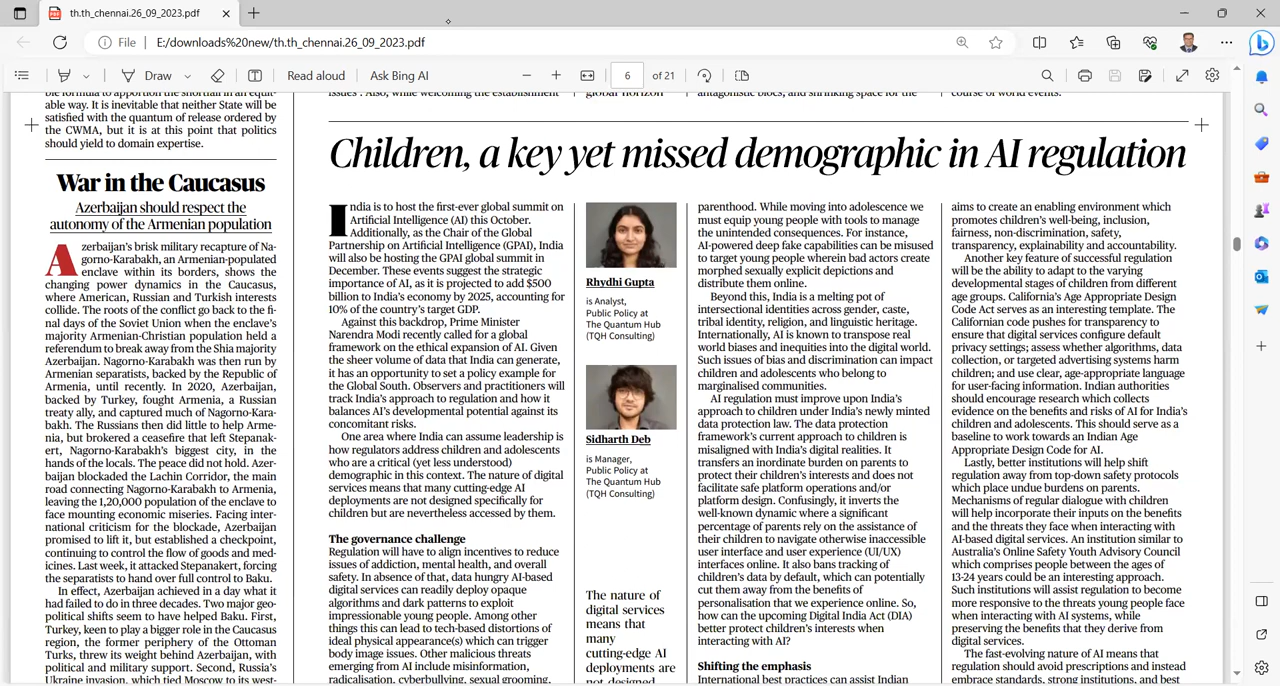 th.th_chennai.26_09_2023.pdf
File
E:/downloads%20new/th.th_chennai.26_09_2023.pdf
Draw
Read aloud
Ask Bing AI
6
of 21
able way. It is inevitable that neither State will be
satisfied with the quantum of release ordered by
the CWMA, but it is at this point that politics
should yield to domain expertise.
War in the Caucasus
Azerbaijan should respect the
autonomy of the Armenian population
Azerbaijan’s brisk military recapture of Na-
gorno-Karabakh, an Armenian-populated
enclave within its borders, shows the
changing power dynamics in the Caucasus,
where American, Russian and Turkish interests
collide. The roots of the conflict go back to the fi-
nal days of the Soviet Union when the enclave’s
majority Armenian-Christian population held a
referendum to break away from the Shia majority
Azerbaijan. Nagorno-Karabakh was then run by
Armenian separatists, backed by the Republic of
Armenia, until recently. In 2020, Azerbaijan,
backed by Turkey, fought Armenia, a Russian
treaty ally, and captured much of Nagorno-Kara-
bakh. The Russians then did little to help Arme-
nia, but brokered a ceasefire that left Stepanak-
ert, Nagorno-Karabakh’s biggest city, in the
hands of the locals. The peace did not hold. Azer-
baijan blockaded the Lachin Corridor, the main
road connecting Nagorno-Karabakh to Armenia,
leaving the 1,20,000 population of the enclave to
face mounting economic miseries. Facing inter-
national criticism for the blockade, Azerbaijan
promised to lift it, but established a checkpoint,
continuing to control the flow of goods and med-
icines. Last week, it attacked Stepanakert, forcing
the separatists to hand over full control to Baku.
In effect, Azerbaijan achieved in a day what it
had failed to do in three decades. Two major geo-
political shifts seem to have helped Baku. First,
Turkey, keen to play a bigger role in the Caucasus
region, the former periphery of the Ottoman
Turks, threw its weight behind Azerbaijan, with
political and military support. Second, Russia’s
Ukraine invasion, which tied Moscow to its west-
Children, a key yet missed demographic in AI regulation
India is to host the first-ever global summit on
Artificial Intelligence (AI) this October.
Additionally, as the Chair of the Global
Partnership on Artificial Intelligence (GPAI), India
will also be hosting the GPAI global summit in
December. These events suggest the strategic
importance of AI, as it is projected to add $500
billion to India’s economy by 2025, accounting for
10% of the country’s target GDP.
Against this backdrop, Prime Minister
Narendra Modi recently called for a global
framework on the ethical expansion of AI. Given
the sheer volume of data that India can generate,
it has an opportunity to set a policy example for
the Global South. Observers and practitioners will
track India’s approach to regulation and how it
balances AI’s developmental potential against its
concomitant risks.
One area where India can assume leadership is
how regulators address children and adolescents
who are a critical (yet less understood)
demographic in this context. The nature of digital
services means that many cutting-edge AI
deployments are not designed specifically for
children but are nevertheless accessed by them.
The governance challenge
Regulation will have to align incentives to reduce
issues of addiction, mental health, and overall
safety. In absence of that, data hungry AI-based
digital services can readily deploy opaque
algorithms and dark patterns to exploit
impressionable young people. Among other
things this can lead to tech-based distortions of
ideal physical appearance(s) which can trigger
body image issues. Other malicious threats
emerging from AI include misinformation,
radicalisation, cyberbullying, sexual grooming,
Rhydhi Gupta
is Analyst,
Public Policy at
The Quantum Hub
(TQH Consulting)
Sidharth Deb
is Manager,
Public Policy at
The Quantum Hub
(TQH Consulting)
The nature of
digital services
means that
many
cutting-edge AI
deployments are
not designed
parenthood. While moving into adolescence we
must equip young people with tools to manage
the unintended consequences. For instance,
AI-powered deep fake capabilities can be misused
to target young people wherein bad actors create
morphed sexually explicit depictions and
distribute them online.
Beyond this, India is a melting pot of
intersectional identities across gender, caste,
tribal identity, religion, and linguistic heritage.
Internationally, AI is known to transpose real
world biases and inequities into the digital world.
Such issues of bias and discrimination can impact
children and adolescents who belong to
marginalised communities.
AI regulation must improve upon India’s
approach to children under India’s newly minted
data protection law. The data protection
framework’s current approach to children is
misaligned with India’s digital realities. It
transfers an inordinate burden on parents to
protect their children’s interests and does not
facilitate safe platform operations and/or
platform design. Confusingly, it inverts the
well-known dynamic where a significant
percentage of parents rely on the assistance of
their children to navigate otherwise inaccessible
user interface and user experience (UI/UX)
interfaces online. It also bans tracking of
children’s data by default, which can potentially
cut them away from the benefits of
personalisation that we experience online. So,
how can the upcoming Digital India Act (DIA)
better protect children’s interests when
interacting with AI?
Shifting the emphasis
International best practices can assist Indian
aims to create an enabling environment which
promotes children’s well-being, inclusion,
fairness, non-discrimination, safety,
transparency, explainability and accountability.
Another key feature of successful regulation
will be the ability to adapt to the varying
developmental stages of children from different
age groups. California’s Age Appropriate Design
Code Act serves as an interesting template. The
Californian code pushes for transparency to
ensure that digital services configure default
privacy settings; assess whether algorithms, data
collection, or targeted advertising systems harm
children; and use clear, age-appropriate language
for user-facing information. Indian authorities
should encourage research which collects
evidence on the benefits and risks of AI for India’s
children and adolescents. This should serve as a
baseline to work towards an Indian Age
Appropriate Design Code for AI.
Lastly, better institutions will help shift
regulation away from top-down safety protocols
which place undue burdens on parents.
Mechanisms of regular dialogue with children
will help incorporate their inputs on the benefits
and the threats they face when interacting with
AI-based digital services. An institution similar to
Australia’s Online Safety Youth Advisory Council
which comprises people between the ages of
13-24 years could be an interesting approach.
Such institutions will assist regulation to become
more responsive to the threats young people face
when interacting with AI systems, while
preserving the benefits that they derive from
digital services.
The fast-evolving nature of AI means that
regulation should avoid prescriptions and instead
embrace standards, strong institutions, and best